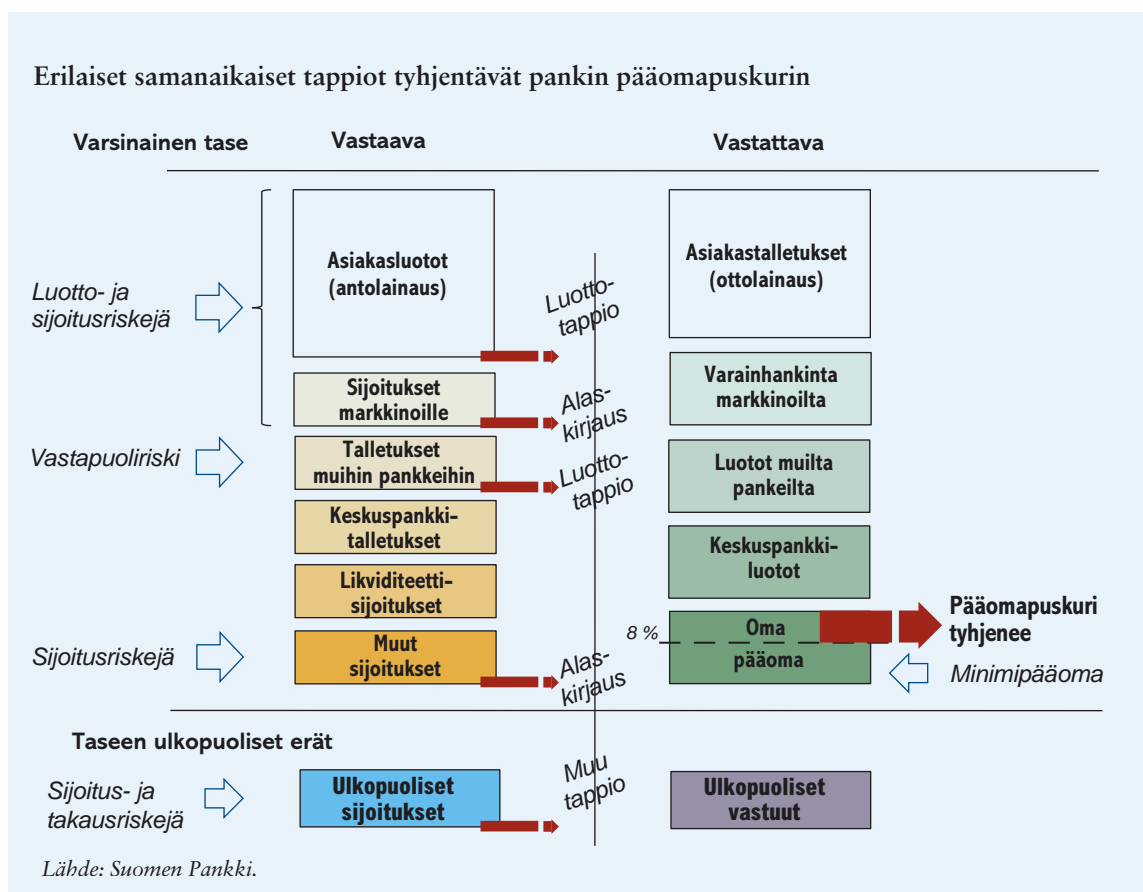 Erilaiset samanaikaiset tappiot tyhjentävät pankin pääomapuskurin
Varsinainen tase
Vastaava
Vastattava
Luotto- ja
sijoitusriskejä
Asiakasluotot
(antolainaus)
Luotto-
tappio
Asiakastalletukset
(ottolainaus)
Sijoitukset
markkinoille
Alas-
kirjaus
Varainhankinta
markkinoilta
Vastapuoliriski
Talletukset
muihin pankkeihin
Luotto-
tappio
Luotot muilta
pankeilta
Keskuspankki-
talletukset
Keskuspankki-
luotot
Likviditeetti-
sijoitukset
Sijoitusriskejä
Muut
sijoitukset
Alas-
kirjaus
8 %
Oma
pääoma
Pääomapuskuri
tyhjenee
Minimipääoma
Taseen ulkopuoliset erät
Sijoitus- ja
takausriskejä
Ulkopuoliset
sijoitukset
Muu
tappio
Ulkopuoliset
vastuut
Lähde: Suomen Pankki.